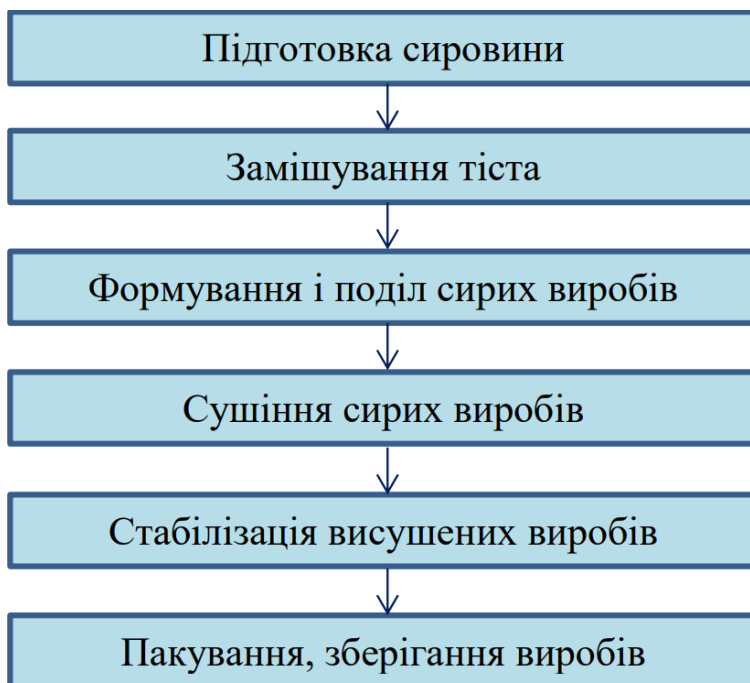 Підготовка сировини
Замішування тіста
Формування і поділ сирих виробів
Сушіння сирих виробів
Стабілізація висушених виробів
Пакування, зберігання виробів